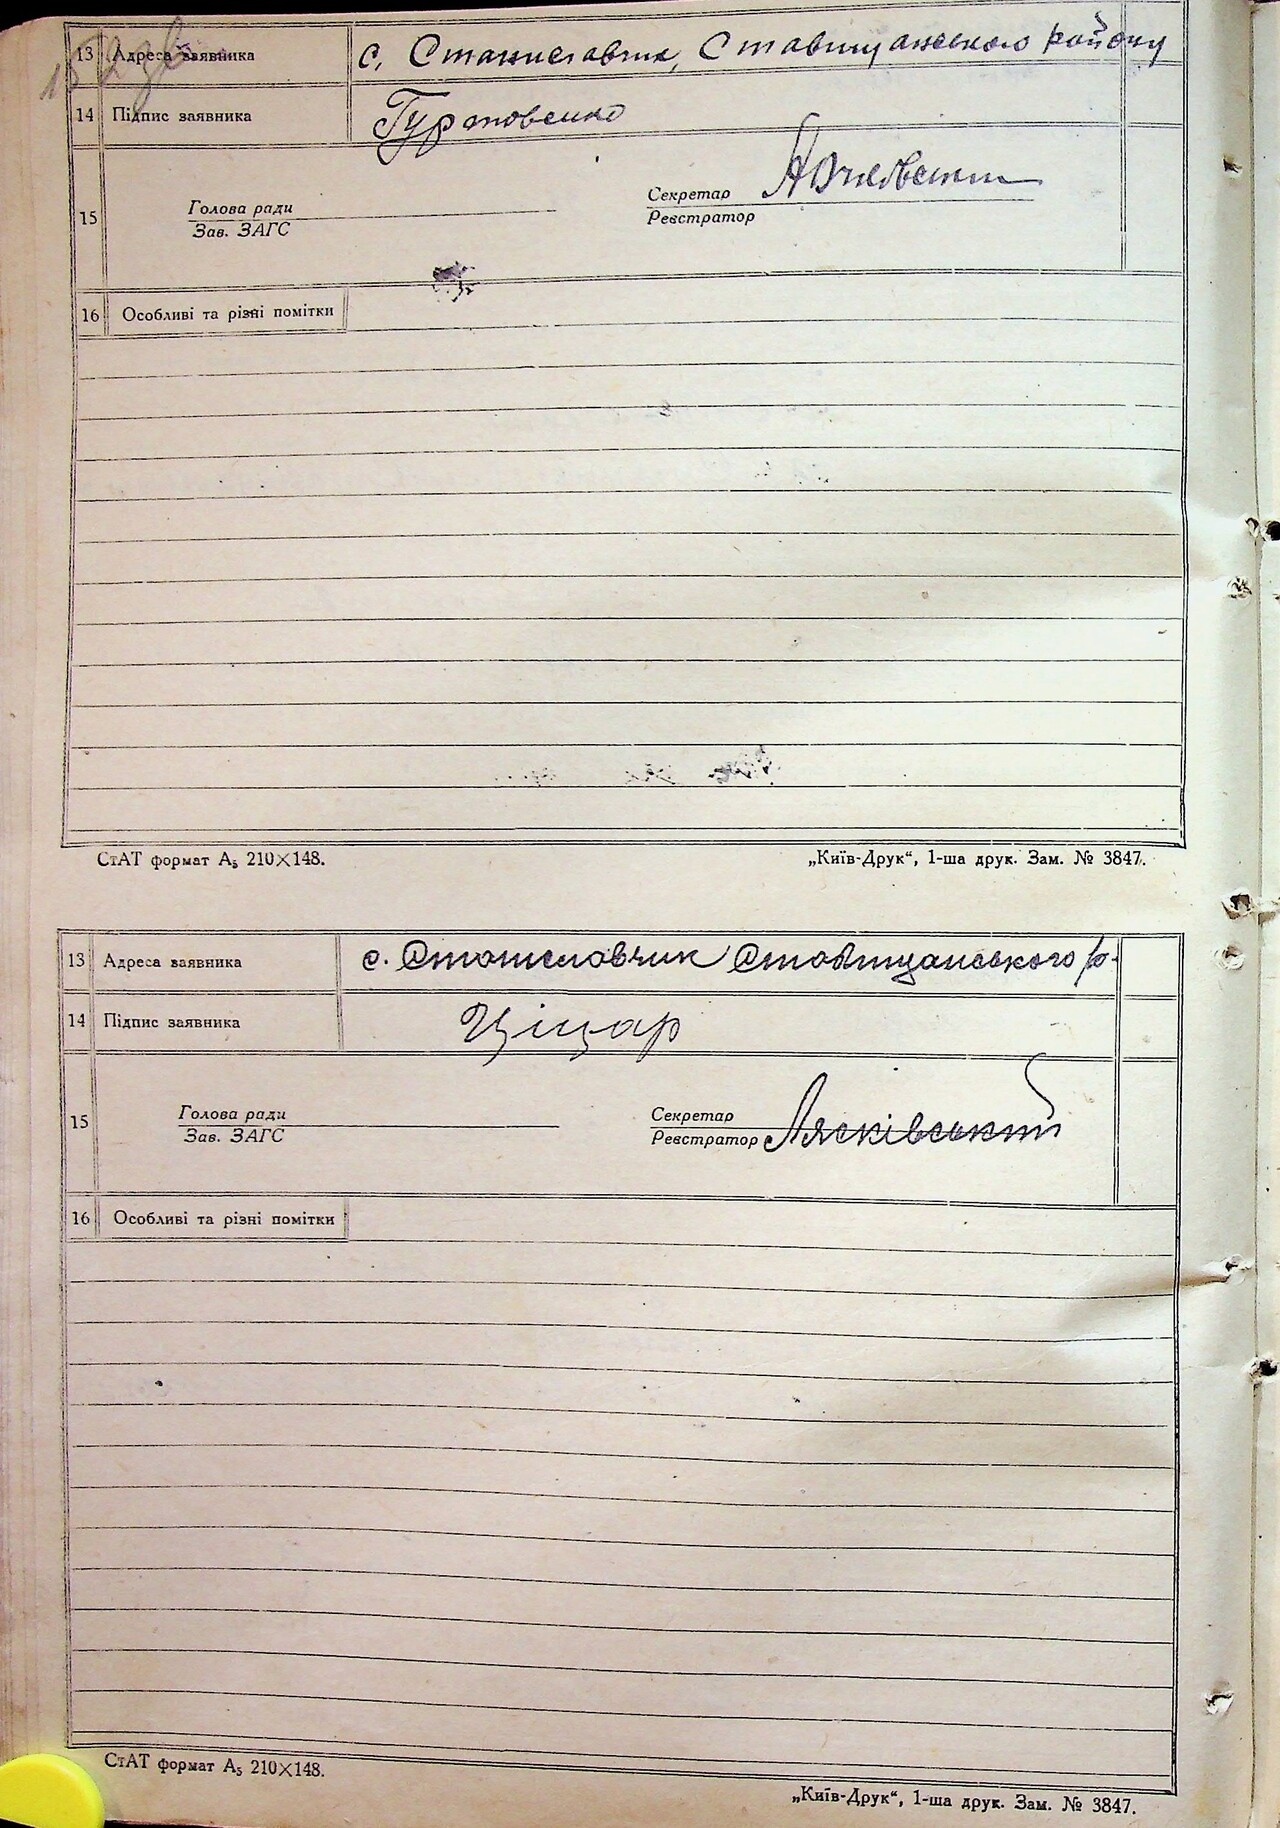 13 Адреса заявника с. Станиславчик, Ставищанського району
14 Підпис заявника
15 Голова ради Секретар
Зав. ЗАГС Реєстратор
16 Особливі та різні помітки
СтАТ формат А5 210×148. „Київ-Друк“, 1-ша друк. Зам. № 3847.
13 Адреса заявника с. Станиславчик Ставищанського р-
14 Підпис заявника Ціцар
15 Голова ради Секретар
Зав. ЗАГС Реєстратор Лясківський
16 Особливі та різні помітки
СтАТ формат А5 210×148.
„Київ-Друк“, 1-ша друк. Зам. № 3847.